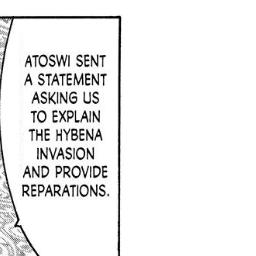 ATOSWI SENT
A STATEMENT
ASKING US
TO EXPLAIN
THE HYBENA
INVASION
AND PROVIDE
REPARATIONS.